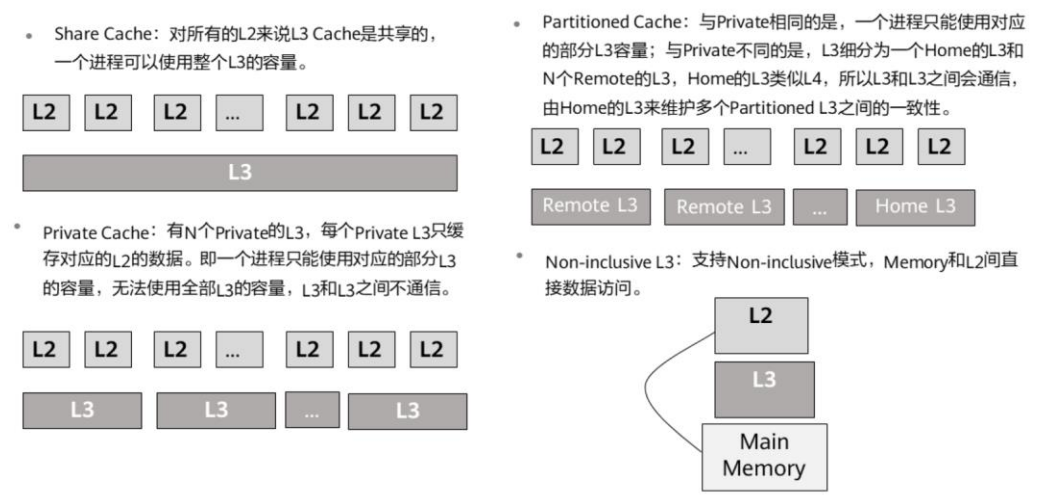 • Share Cache：对所有的L2来说L3 Cache是共享的，
一个进程可以使用整个L3的容量。
L2 L2 L2 ... L2 L2 L2
L3
• Private Cache：有N个Private的L3，每个Private L3只缓
存对应的L2的数据。即一个进程只能使用对应的部分L3
的容量，无法使用全部L3的容量，L3和L3之间不通信。
L2 L2 L2 ... L2 L2 L2
L3 L3 ... L3
• Partitioned Cache：与Private相同的是，一个进程只能使用对应
的部分L3容量；与Private不同的是，L3细分为一个Home的L3和
N个Remote的L3，Home的L3类似L4，所以L3和L3之间会通信，
由Home的L3来维护多个Partitioned L3之间的一致性。
L2 L2 L2 ... L2 L2 L2
Remote L3 Remote L3 ... Home L3
• Non-inclusive L3：支持Non-inclusive模式，Memory和L2间直
接数据访问。
L2
L3
Main
Memory